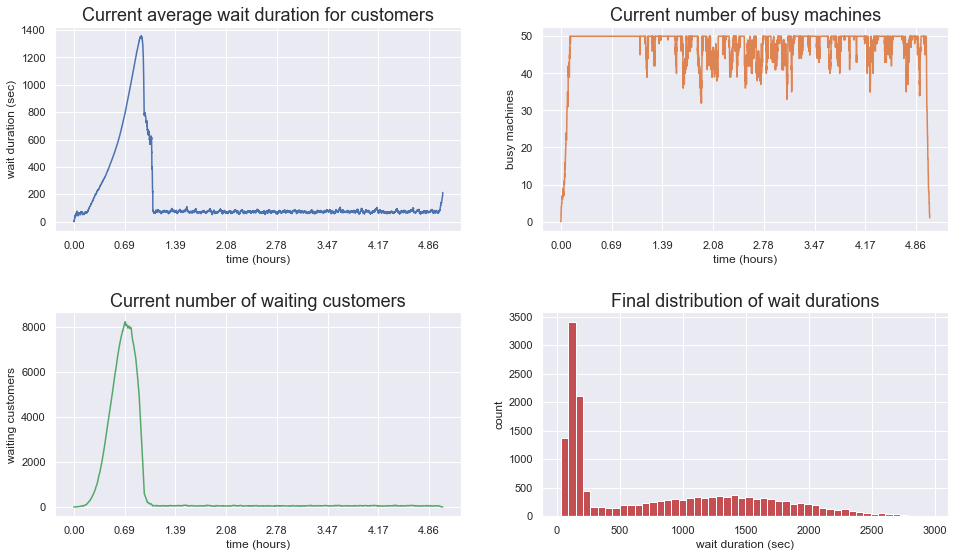 Current average wait duration for customers
wait duration (sec)
1400
1200
1000
800
600
400
200
0
0.00 0.69 1.39 2.08 2.78 3.47 4.17 4.86
time (hours)
Current number of busy machines
busy machines
50
40
30
20
10
0
0.00 0.69 1.39 2.08 2.78 3.47 4.17 4.86
time (hours)
Current number of waiting customers
waiting customers
8000
6000
4000
2000
0
0.00 0.69 1.39 2.08 2.78 3.47 4.17 4.86
time (hours)
Final distribution of wait durations
count
3500
3000
2500
2000
1500
1000
500
0
0 500 1000 1500 2000 2500 3000
wait duration (sec)